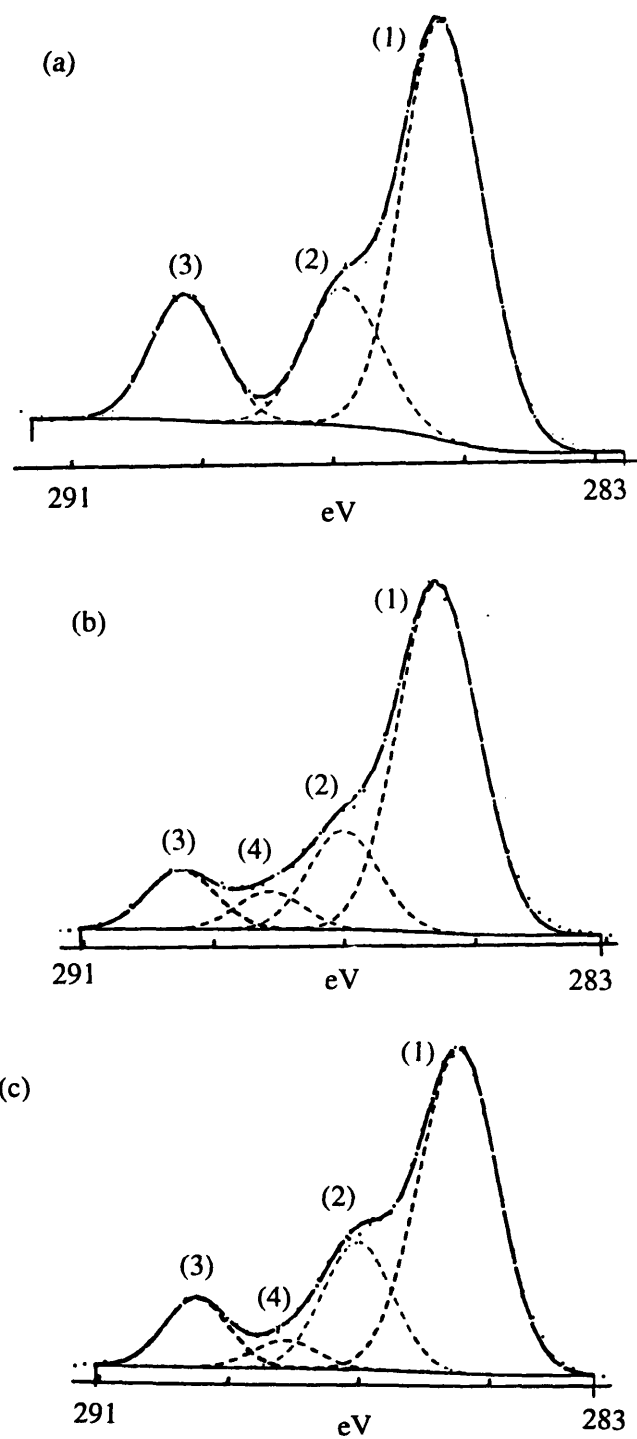 (a)
(1)
(2)
(3)
291
283
eV
(b)
(1)
(2)
(4)
(3)
291
eV
283
(c)
(1)
(2)
(3)
(4)
291
283
eV